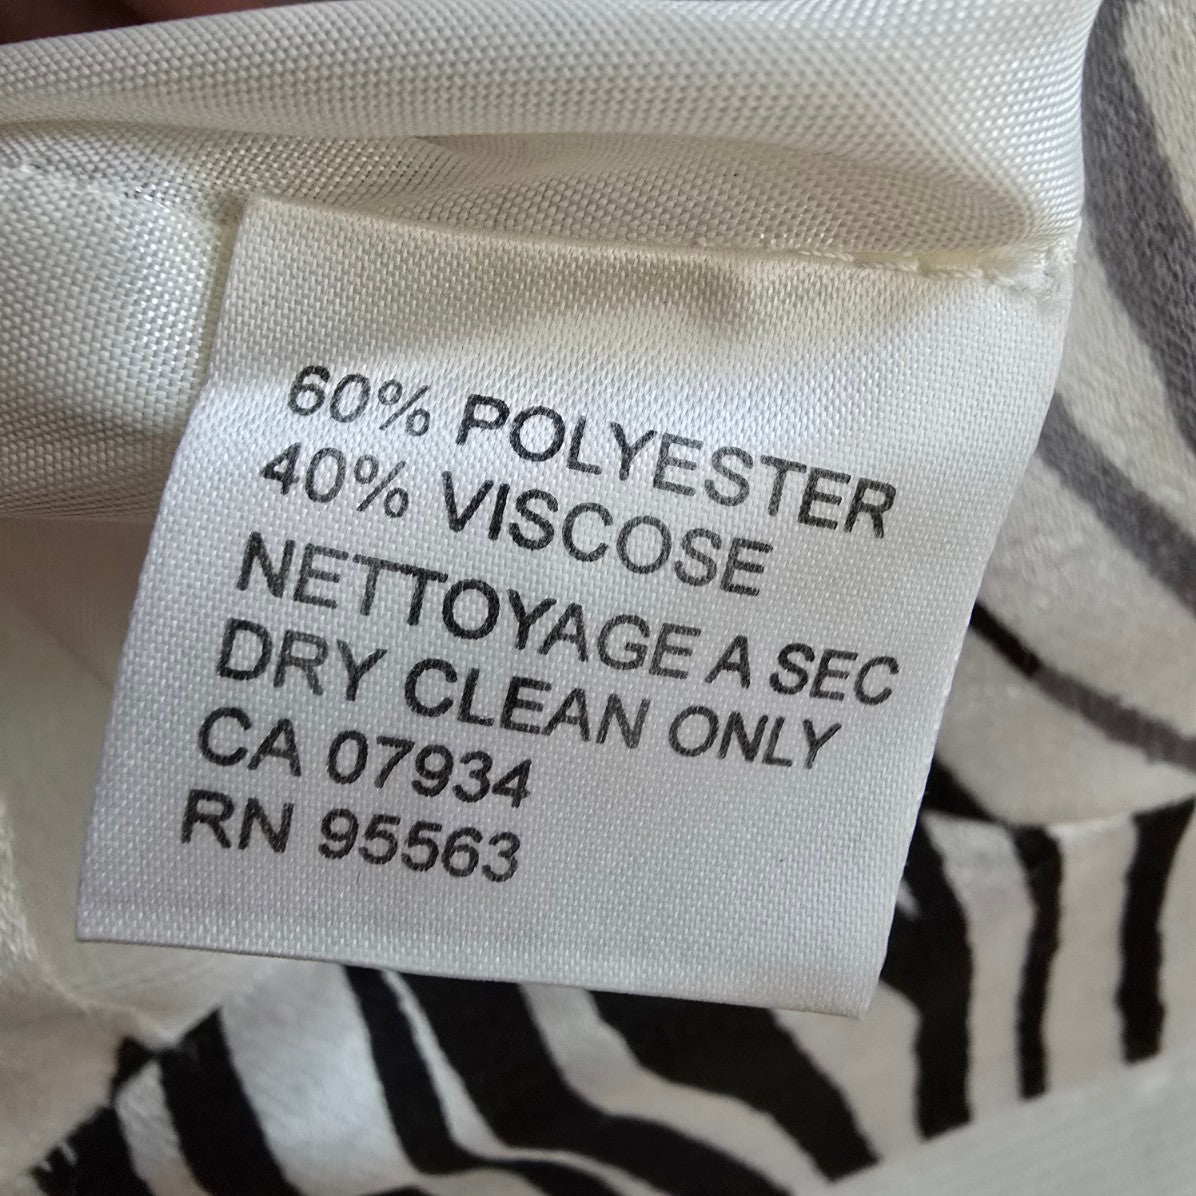 60% POLYESTER
40% VISCOSE
NETTOYAGE A SEC
DRY CLEAN ONLY
CA 07934
RN 95563